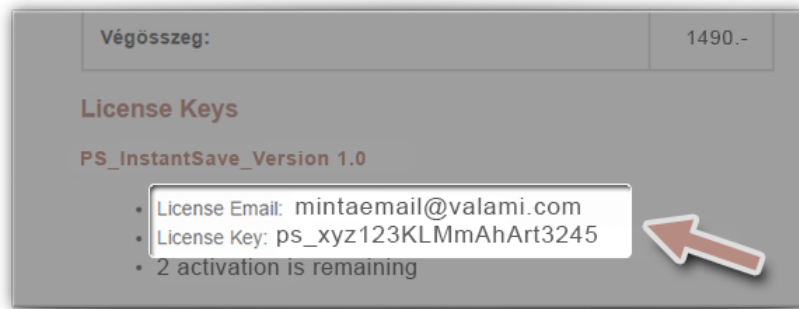 Végösszeg: 1490.-
License Keys
PS_InstantSave_Version 1.0
• License Email: mintaemail@valami.com
• License Key: ps_xyz123KLMmAhArt3245
• 2 activation is remaining